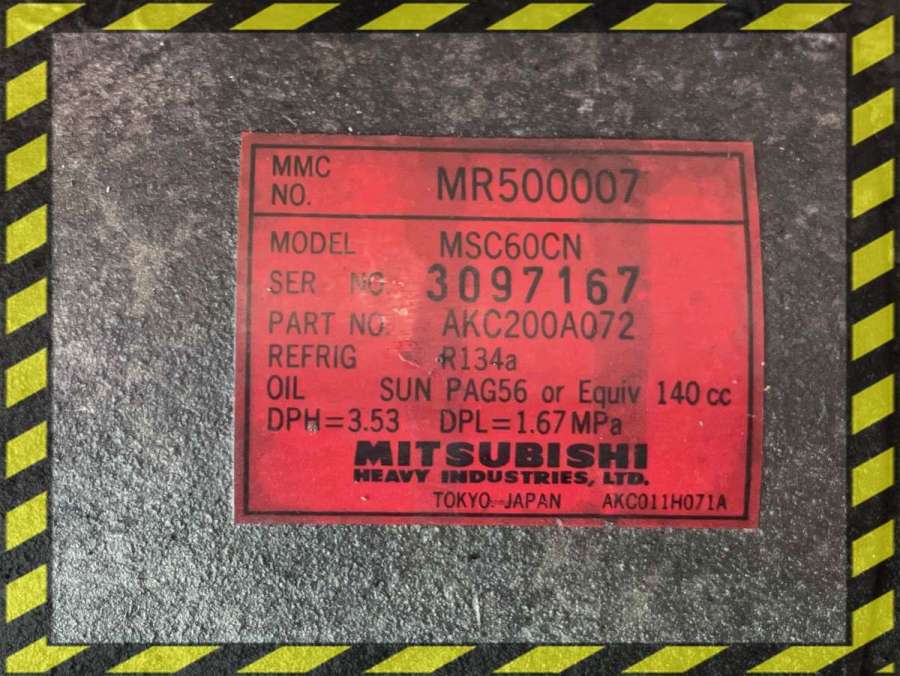 MMC NO. MR500007
MODEL MSC60CN
SER NO. 3097167
PART NO. AKC200A072
REFRIG R134a
OIL SUN PAG56 or Equiv 140 cc
DPH=3.53 DPL=1.67 MPa
MITSUBISHI
HEAVY INDUSTRIES, LTD.
TOKYO. JAPAN AKC011H071A